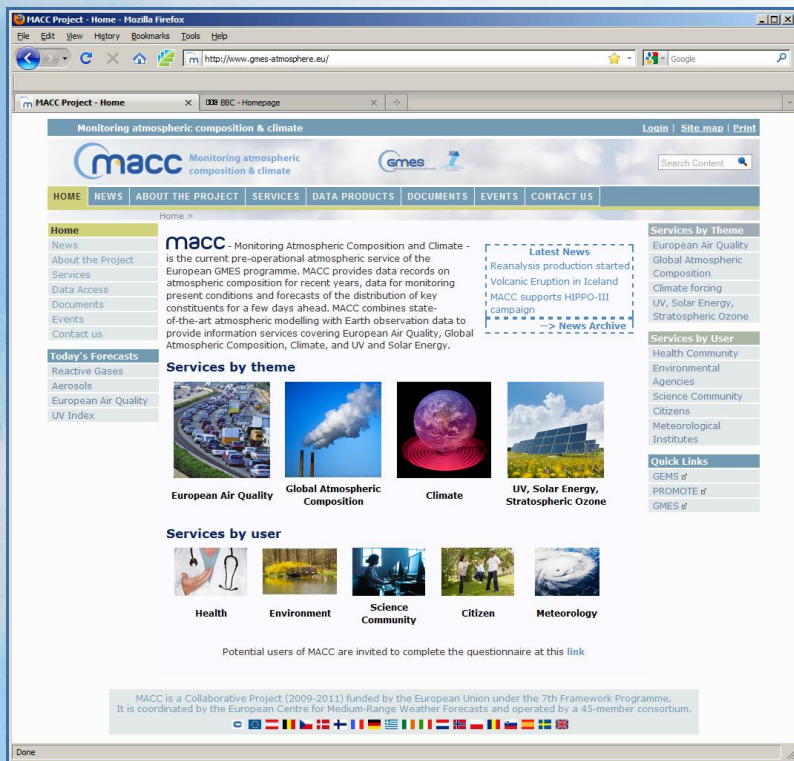 MACC Project - Home - Mozilla Firefox
File Edit View History Bookmarks Tools Help
http://www.gmes-atmosphere.eu/
Google
MACC Project - Home
BBC - Homepage
Monitoring atmospheric composition & climate
Login | Site map | Print
macc Monitoring atmospheric
composition & climate
Gmes
Search Content
HOME NEWS ABOUT THE PROJECT SERVICES DATA PRODUCTS DOCUMENTS EVENTS CONTACT US
Home >
Home
News
About the Project
Services
Data Access
Documents
Events
Contact us
Today's Forecasts
Reactive Gases
Aerosols
European Air Quality
UV Index
macc - Monitoring Atmospheric Composition and Climate -
is the current pre-operational atmospheric service of the
European GMES programme. MACC provides data records on
atmospheric composition for recent years, data for monitoring
present conditions and forecasts of the distribution of key
constituents for a few days ahead. MACC combines state-
of-the-art atmospheric modelling with Earth observation data to
provide information services covering European Air Quality, Global
Atmospheric Composition, Climate, and UV and Solar Energy.
Latest News
Reanalysis production started
Volcanic Eruption in Iceland
MACC supports HIPPO-III
campaign
—> News Archive
Services by theme
European Air Quality
Global Atmospheric
Composition
Climate
UV, Solar Energy,
Stratospheric Ozone
Services by user
Health
Environment
Science
Community
Citizen
Meteorology
Potential users of MACC are invited to complete the questionnaire at this link
Services by Theme
European Air Quality
Global Atmospheric
Composition
Climate forcing
UV, Solar Energy,
Stratospheric Ozone
Services by User
Health Community
Environmental
Agencies
Science Community
Citizens
Meteorological
Institutes
Quick Links
GEMS
PROMOTE
GMES
MACC is a Collaborative Project (2009-2011) funded by the European Union under the 7th Framework Programme.
It is coordinated by the European Centre for Medium-Range Weather Forecasts and operated by a 45-member consortium.
Done